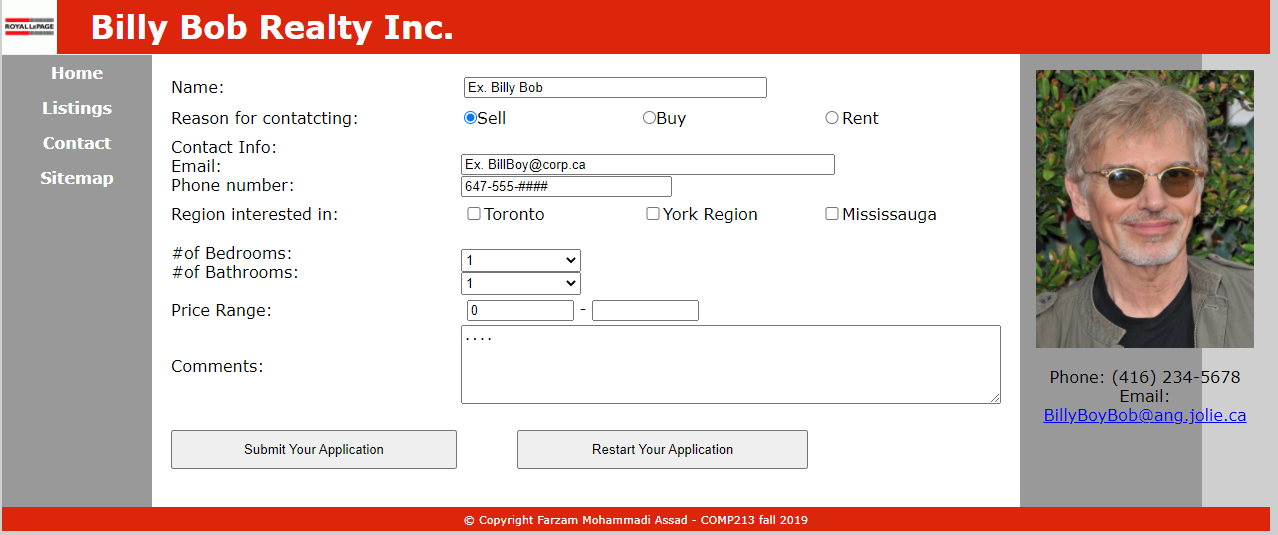 ROYAL LEPAGE
Billy Bob Realty Inc.
Home
Listings
Contact
Sitemap
Name:
Ex. Billy Bob
Reason for contatcting:
Sell
Buy
Rent
Contact Info:
Email:
Ex. BillBoy@corp.ca
Phone number:
647-555-####
Region interested in:
Toronto
York Region
Mississauga
#of Bedrooms:
1
#of Bathrooms:
1
Price Range:
0
-
Comments:
....
Submit Your Application
Restart Your Application
Phone: (416) 234-5678
Email:
BillyBoyBob@ang.jolie.ca
© Copyright Farzam Mohammadi Assad - COMP213 fall 2019